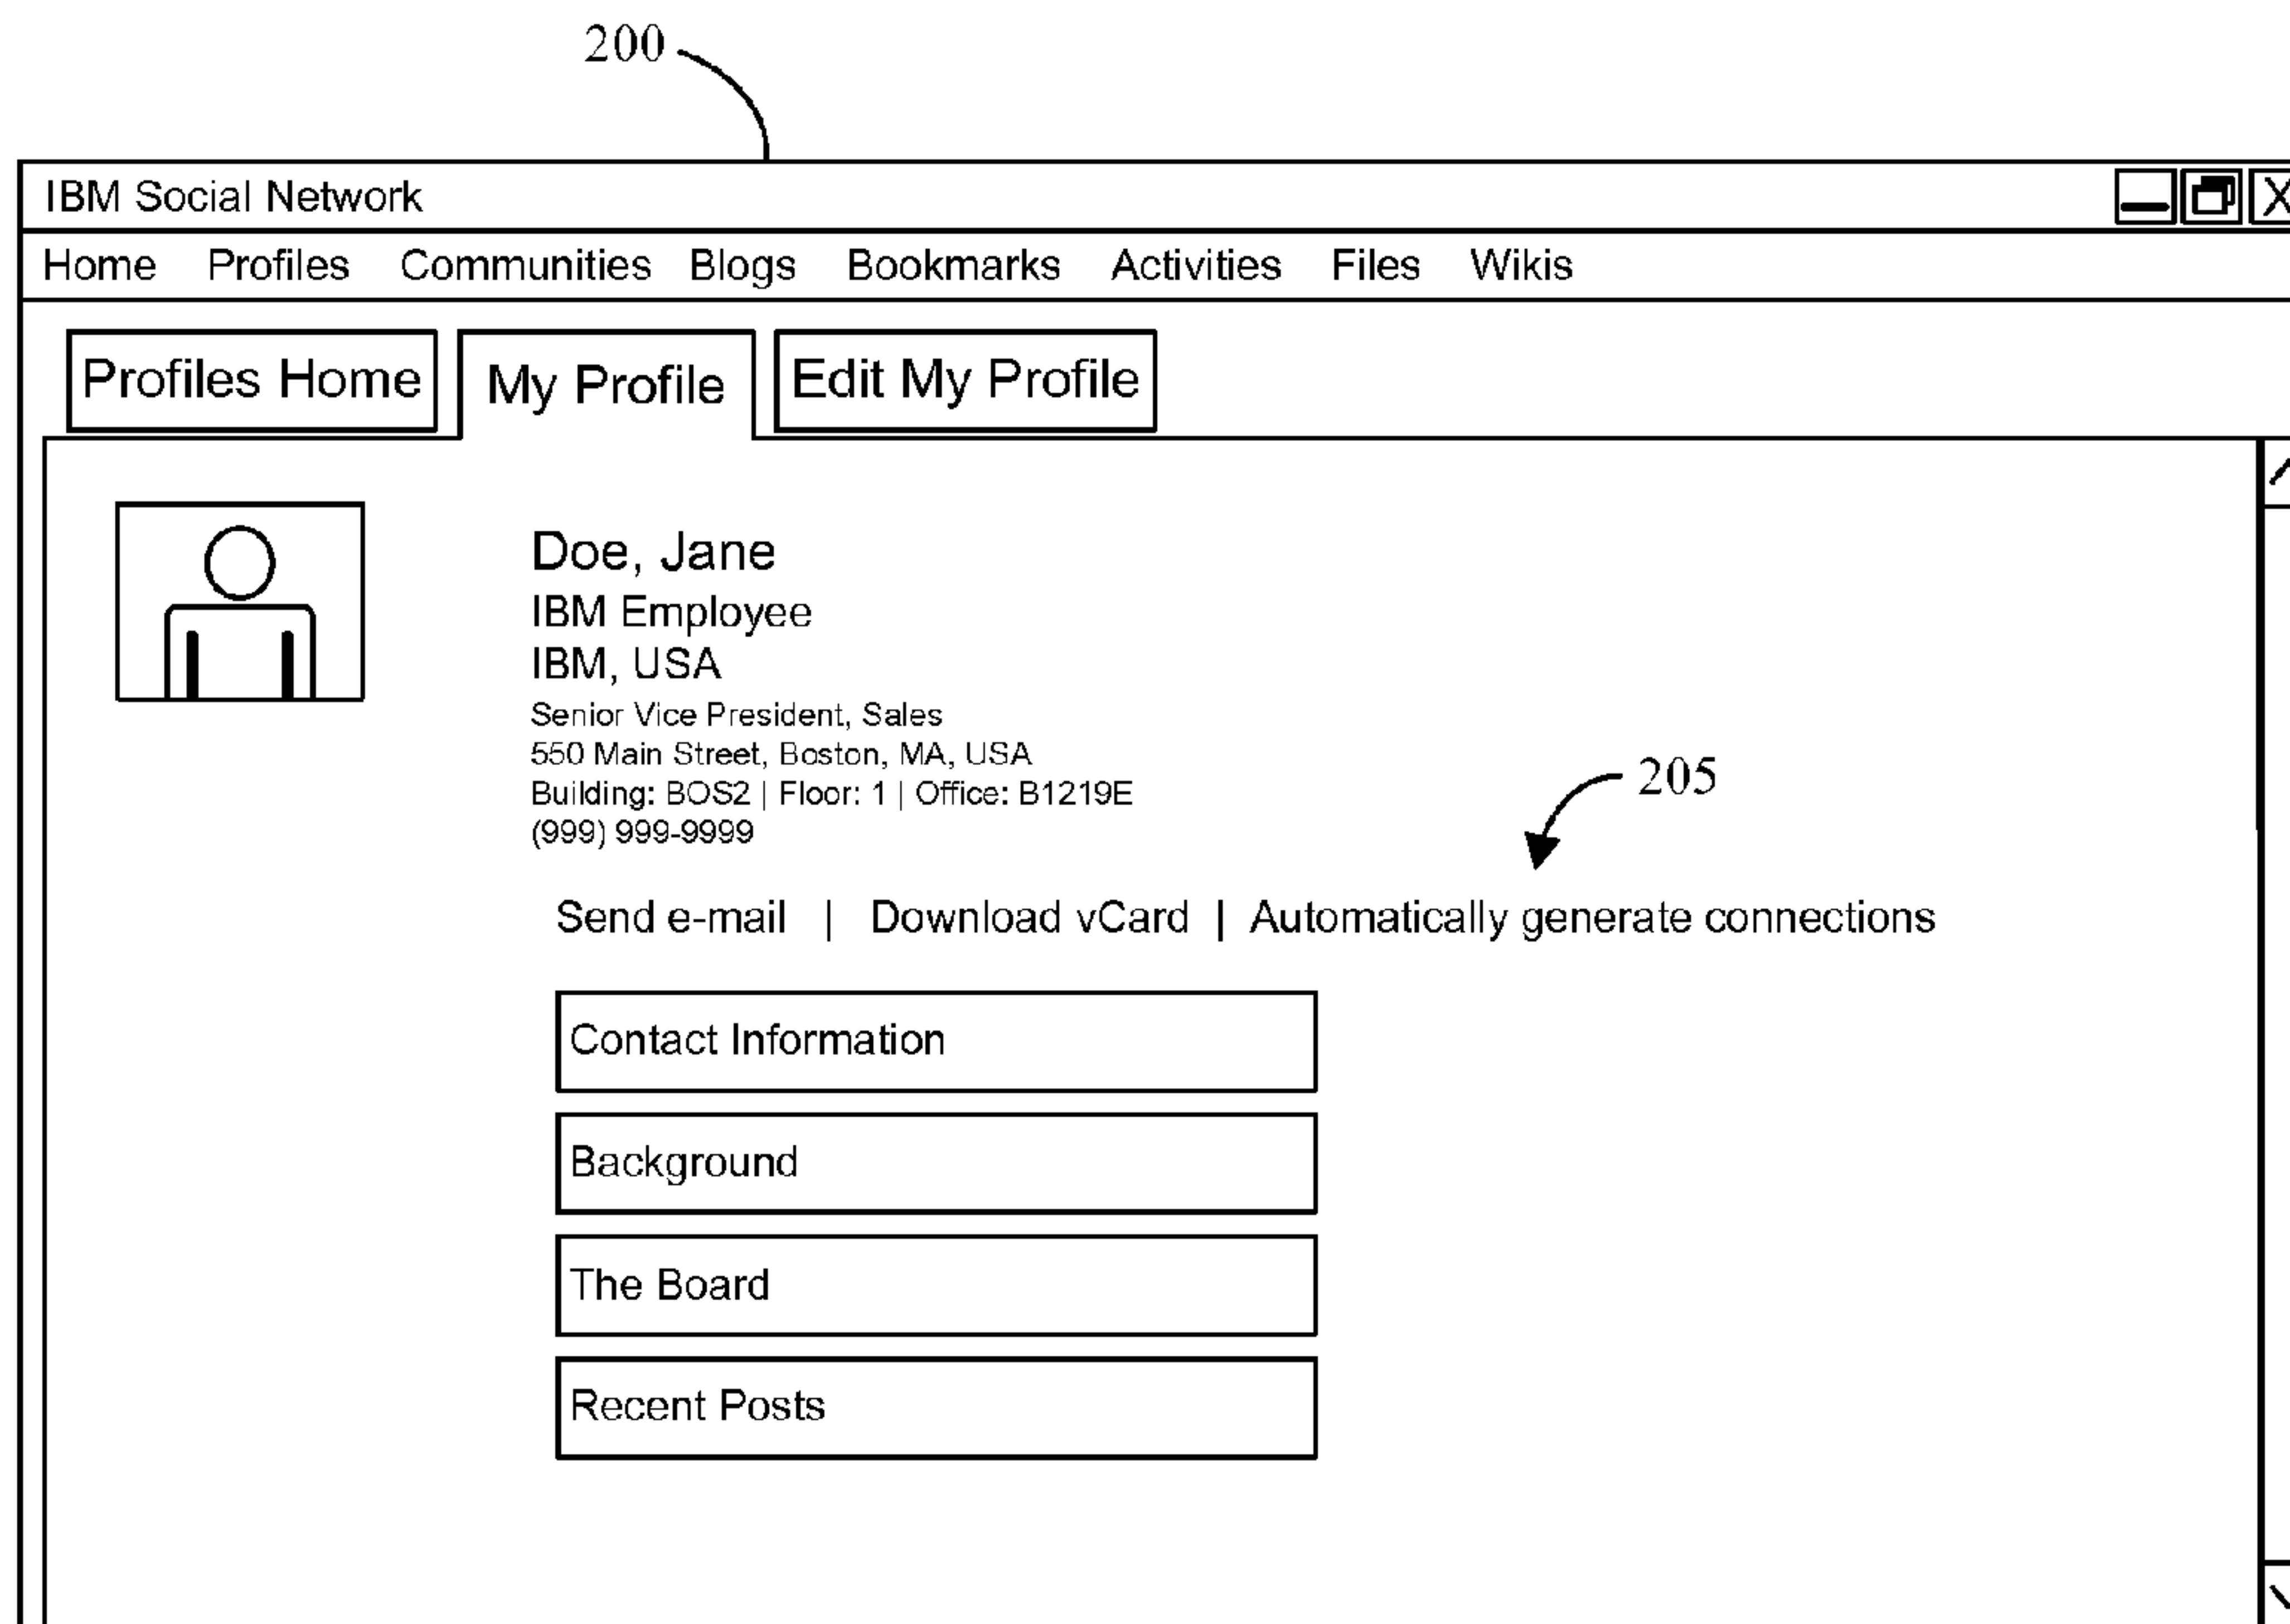 200
IBM Social Network X
Home Profiles Communities Blogs Bookmarks Activities Files Wikis
Profiles Home My Profile Edit My Profile
Doe, Jane
IBM Employee
IBM, USA
Senior Vice President, Sales
550 Main Street, Boston, MA, USA
Building: BOS2 | Floor: 1 | Office: B1219E
(999) 999-9999
205
Send e-mail | Download vCard | Automatically generate connections
Contact Information
Background
The Board
Recent Posts